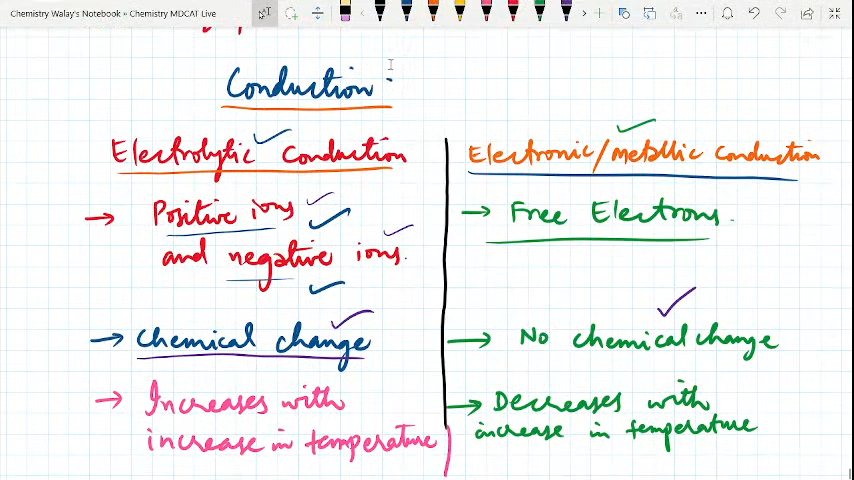 Chemistry Walay's Notebook » Chemistry MDCAT Live
Conduction:
Electrolytic Conduction
→ Positive ions
and negative ions.
→ Chemical change
→ Increases with
increase in temperature
Electronic/Metallic Conduction
→ Free Electrons.
→ No chemical change
→ Decreases with
increase in temperature